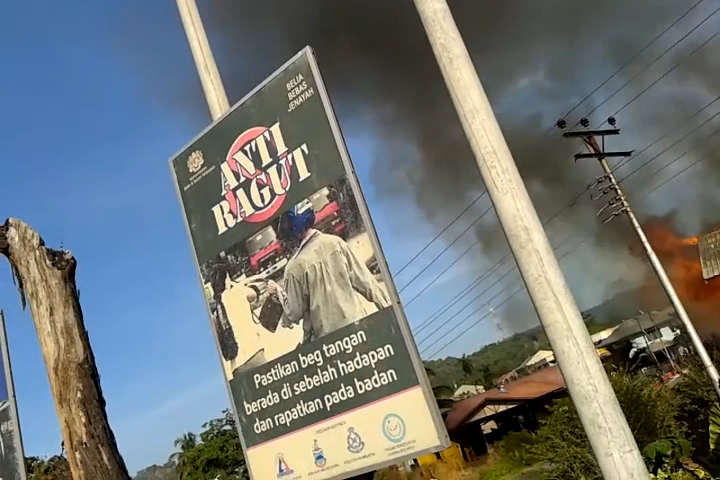 BELIA
BEBAS
JENAYAH
ANTI
RAGUT
Pastikan beg tangan
berada di sebelah hadapan
dan rapatkan pada badan